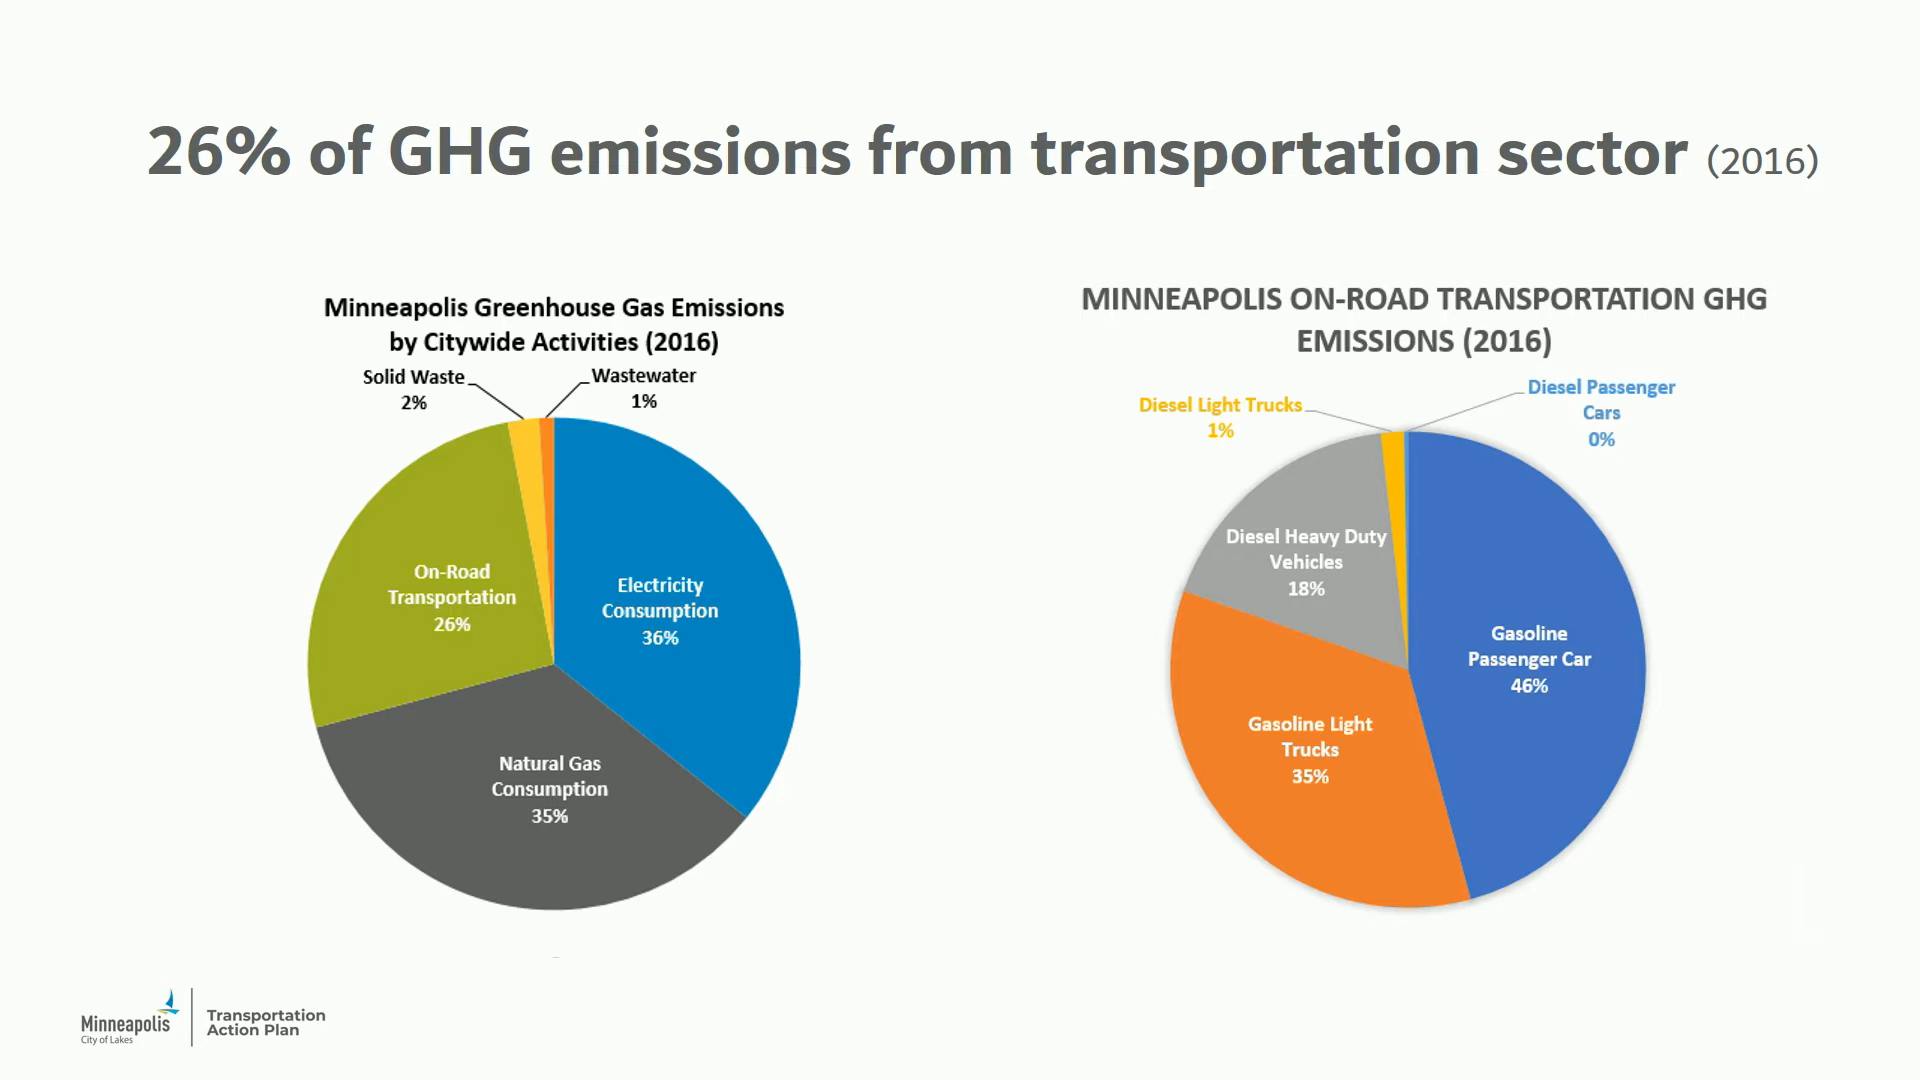 26% of GHG emissions from transportation sector (2016)
Minneapolis Greenhouse Gas Emissions
by Citywide Activities (2016)
Solid Waste
2%
Wastewater
1%
On-Road
Transportation
26%
Electricity
Consumption
36%
Natural Gas
Consumption
35%
MINNEAPOLIS ON-ROAD TRANSPORTATION GHG
EMISSIONS (2016)
Diesel Light Trucks
1%
Diesel Passenger
Cars
0%
Diesel Heavy Duty
Vehicles
18%
Gasoline
Passenger Car
46%
Gasoline Light
Trucks
35%
Minneapolis
City of Lakes
Transportation
Action Plan